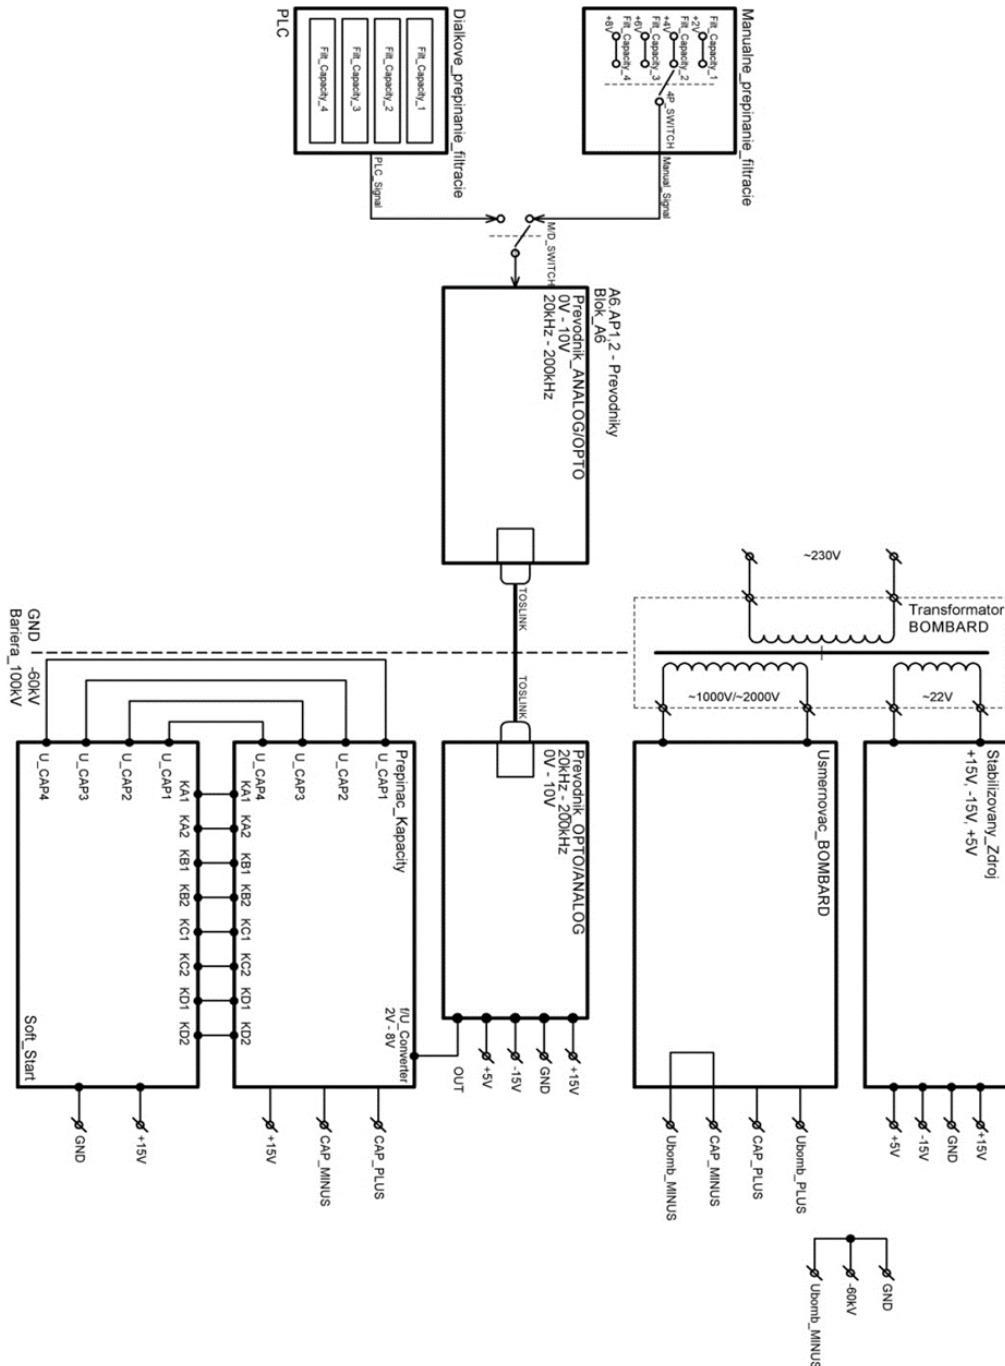 Manualne_prepinanie_filtracie
Filt_Capacity_1
+2V
Filt_Capacity_2
+4V
Filt_Capacity_3
+6V
Filt_Capacity_4
+8V
4P_SWITCH
Manual_Signal
Dialkove_prepinanie_filtracie
PLC
Filt_Capacity_1
Filt_Capacity_2
Filt_Capacity_3
Filt_Capacity_4
PLC_Signal
M/D_SWITCH
A6.AP1,2 - Prevodniky
Blok_A6
Prevodnik_ANALOG/OPTO
0V - 10V
20kHz - 200kHz
TOSLINK
TOSLINK
~230V
Transformator
BOMBARD
~1000V/~2000V
~22V
GND
Bariera_100kV
-60kV
Stabilizovany_Zdroj
+15V, -15V, +5V
+15V
GND
-15V
+5V
Usmernovac_BOMBARD
Ubomb_PLUS
CAP_PLUS
CAP_MINUS
Ubomb_MINUS
Prevodnik_OPTO/ANALOG
20kHz - 200kHz
0V - 10V
+15V
GND
-15V
+5V
OUT
Prepinac_Kapacity
U_CAP1
U_CAP2
U_CAP3
U_CAP4
KA1
KA2
KB1
KB2
KC1
KC2
KD1
KD2
f/U_Converter
2V - 8V
CAP_PLUS
CAP_MINUS
+15V
U_CAP1
U_CAP2
U_CAP3
U_CAP4
KA1
KA2
KB1
KB2
KC1
KC2
KD1
KD2
Soft_Start
+15V
GND
GND
-60kV
Ubomb_MINUS